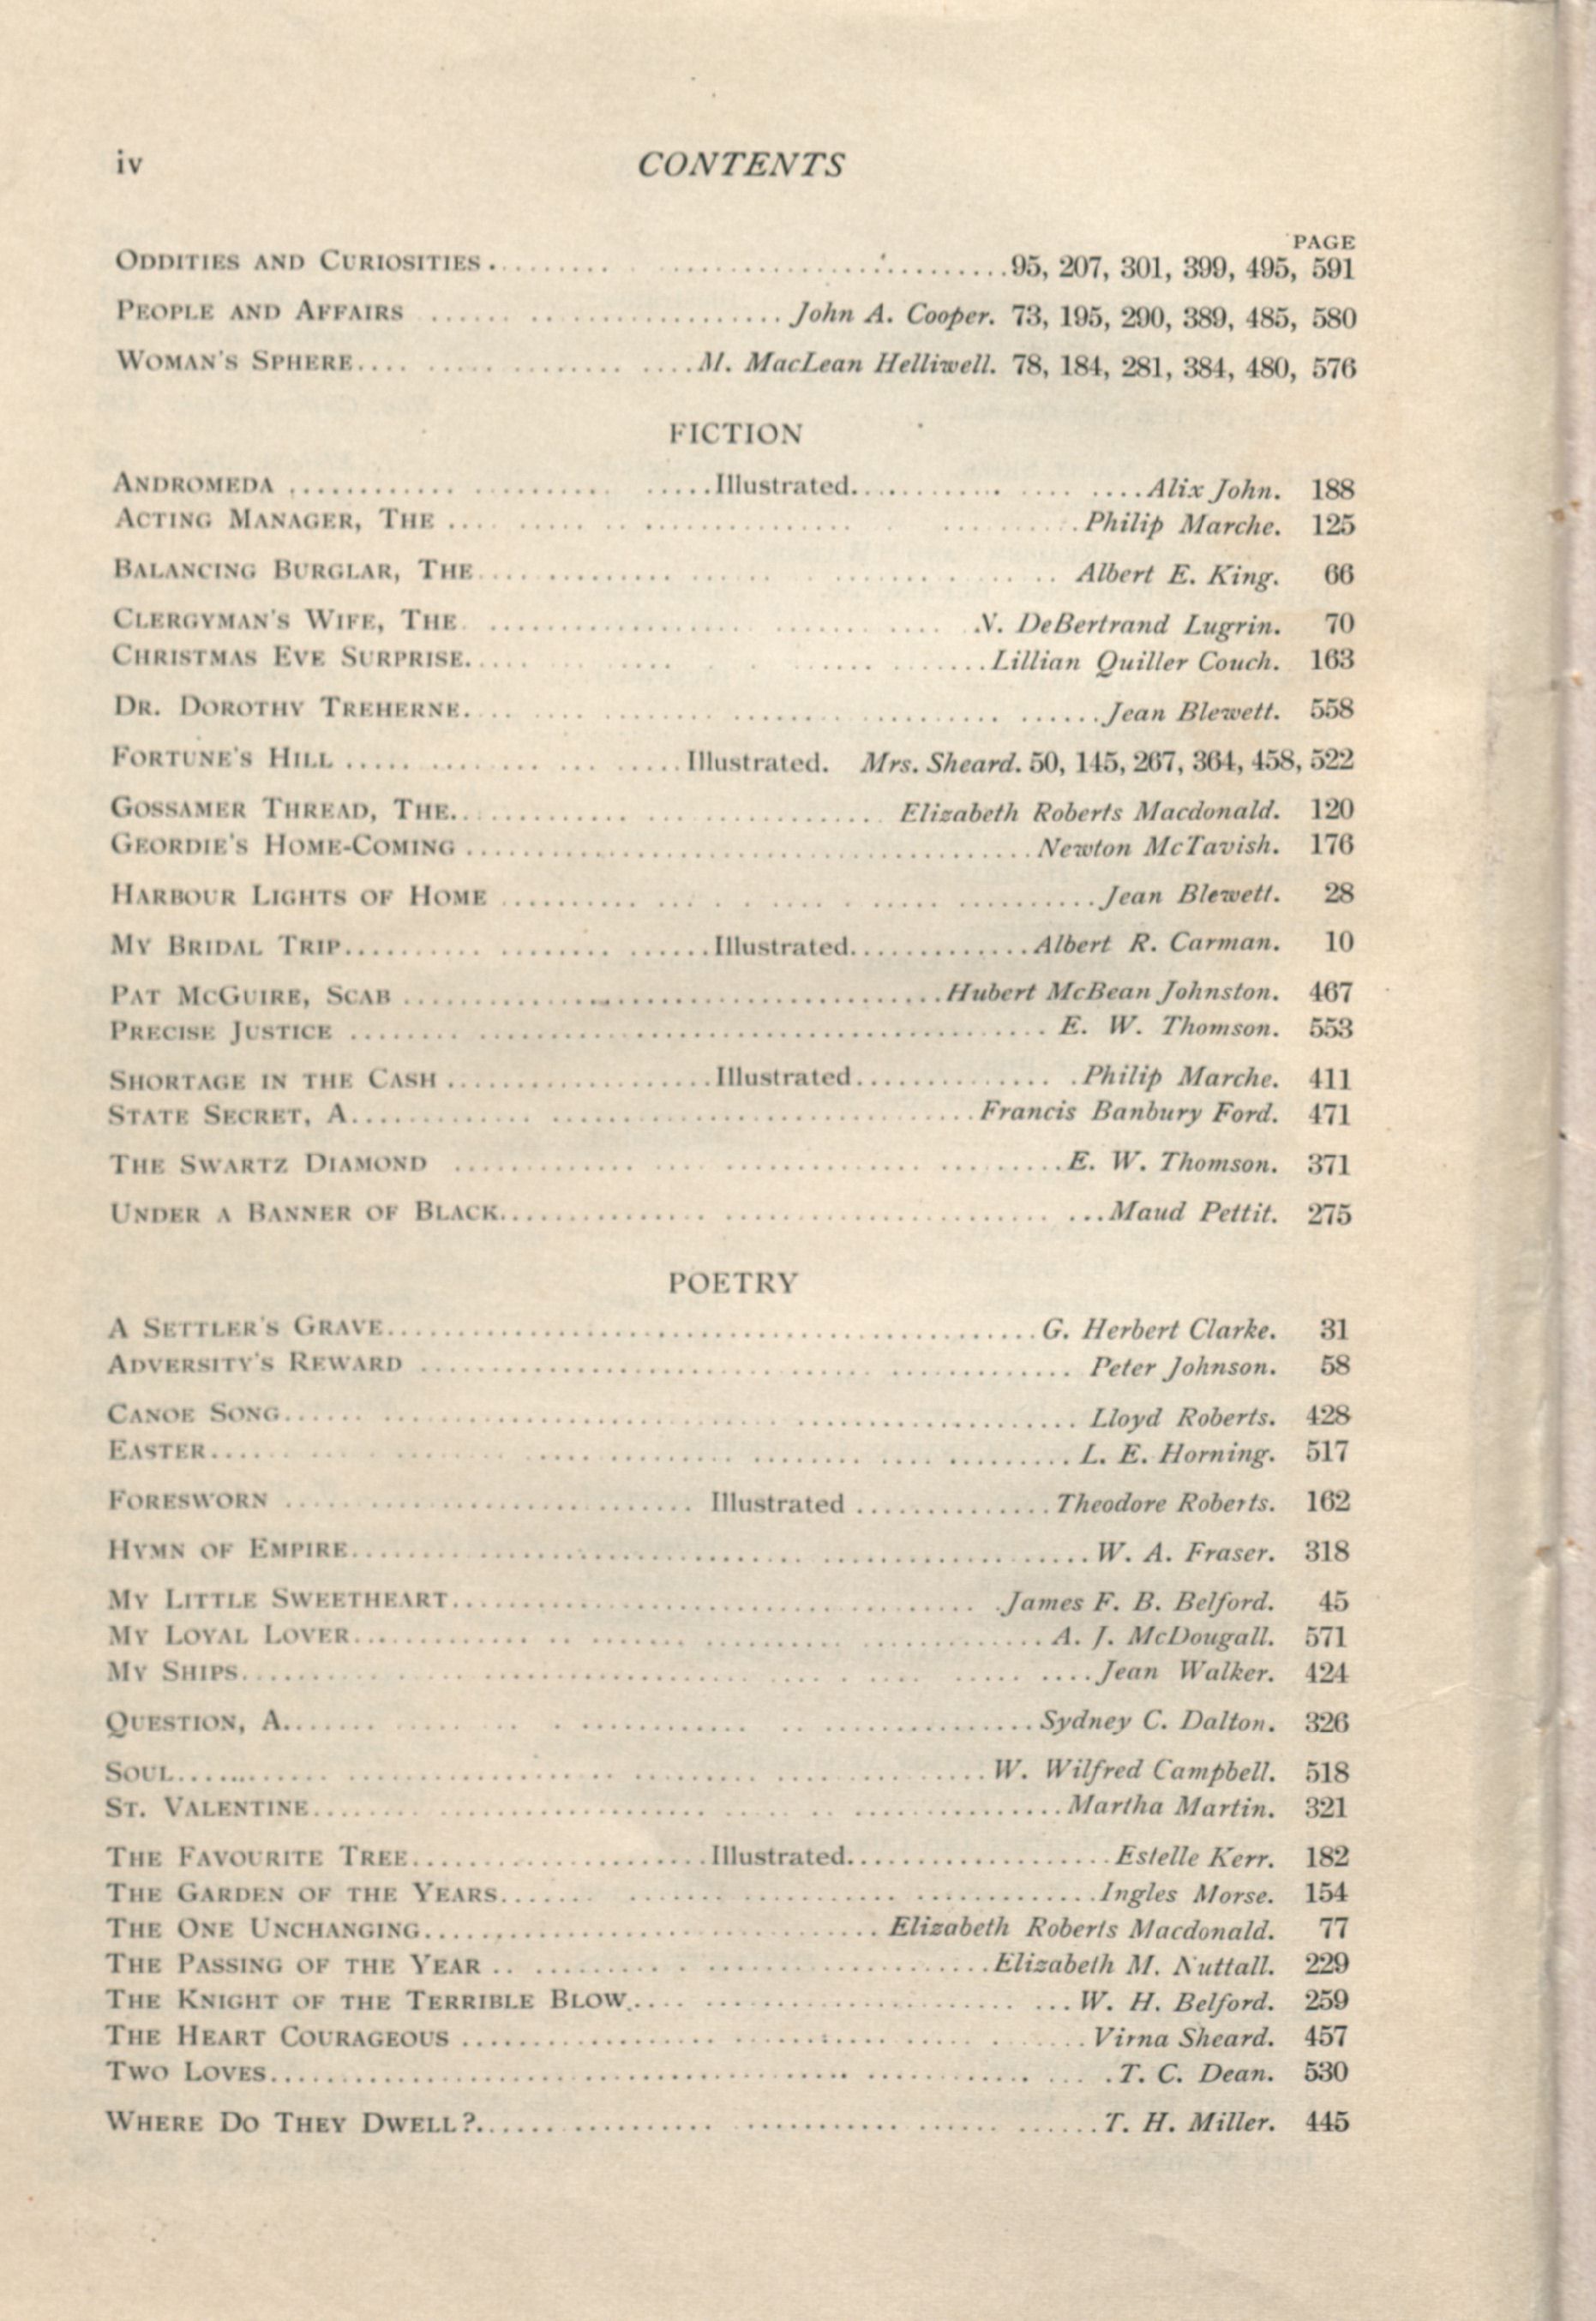 iv CONTENTS
PAGE
ODDITIES AND CURIOSITIES 95, 207, 301, 399, 495, 591
PEOPLE AND AFFAIRS John A. Cooper. 73, 195, 290, 389, 485, 580
WOMAN'S SPHERE M. MacLean Helliwell. 78, 184, 281, 384, 480, 576
FICTION
ANDROMEDA Illustrated. Alix John. 188
ACTING MANAGER, THE Philip Marche. 125
BALANCING BURGLAR, THE Albert E. King. 66
CLERGYMAN'S WIFE, THE N. DeBertrand Lugrin. 70
CHRISTMAS EVE SURPRISE Lillian Quiller Couch. 163
DR. DOROTHY TREHERNE Jean Blewett. 558
FORTUNE'S HILL Illustrated. Mrs. Sheard. 50, 145, 267, 364, 458, 522
GOSSAMER THREAD, THE Elizabeth Roberts Macdonald. 120
GEORDIE'S HOME-COMING Newton McTavish. 176
HARBOUR LIGHTS OF HOME Jean Blewett. 28
MY BRIDAL TRIP Illustrated. Albert R. Carman. 10
PAT MCGUIRE, SCAB Hubert McBean Johnston. 467
PRECISE JUSTICE E. W. Thomson. 553
SHORTAGE IN THE CASH Illustrated. Philip Marche. 411
STATE SECRET, A Francis Banbury Ford. 471
THE SWARTZ DIAMOND E. W. Thomson. 371
UNDER A BANNER OF BLACK Maud Pettit. 275
POETRY
A SETTLER'S GRAVE G. Herbert Clarke. 31
ADVERSITY'S REWARD Peter Johnson. 58
CANOE SONG Lloyd Roberts. 428
EASTER L. E. Horning. 517
FORESWORN Illustrated Theodore Roberts. 162
HYMN OF EMPIRE W. A. Fraser. 318
MY LITTLE SWEETHEART James F. B. Belford. 45
MY LOYAL LOVER A. J. McDougall. 571
MY SHIPS Jean Walker. 424
QUESTION, A Sydney C. Dalton. 326
SOUL W. Wilfred Campbell. 518
ST. VALENTINE Martha Martin. 321
THE FAVOURITE TREE Illustrated. Estelle Kerr. 182
THE GARDEN OF THE YEARS Ingles Morse. 154
THE ONE UNCHANGING Elizabeth Roberts Macdonald. 77
THE PASSING OF THE YEAR Elizabeth M. Nuttall. 229
THE KNIGHT OF THE TERRIBLE BLOW W. H. Belford. 259
THE HEART COURAGEOUS Virna Sheard. 457
TWO LOVES T. C. Dean. 530
WHERE DO THEY DWELL? T. H. Miller. 445